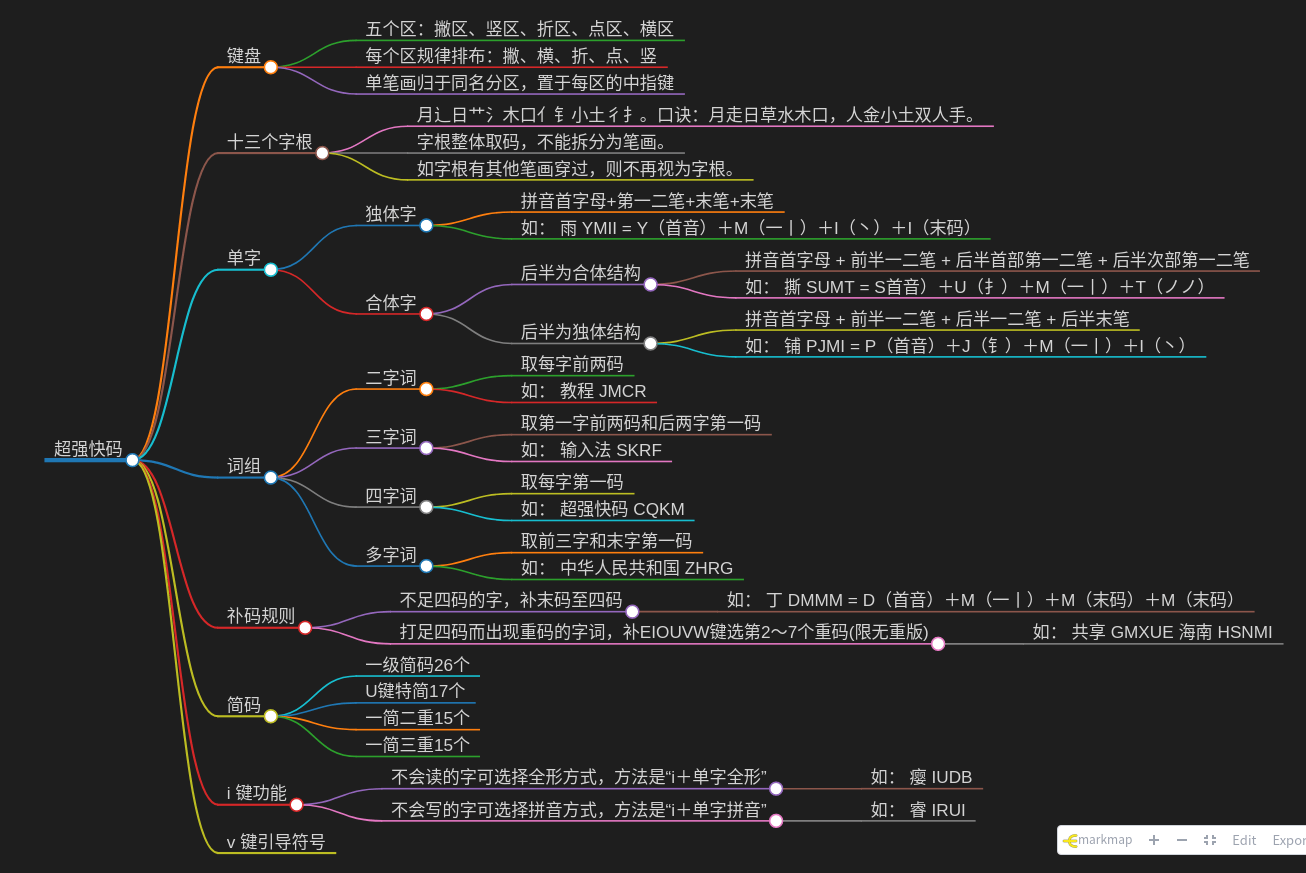 五个区：撇区、竖区、折区、点区、横区
键盘
每个区规律排布：撇、横、折、点、竖
单笔画归于同名分区，置于每区的中指键
月辶日艹氵木口亻钅小土彳扌。口诀：月走日草水木口，人金小土双人手。
十三个字根
字根整体取码，不能拆分为笔画。
如字根有其他笔画穿过，则不再视为字根。
拼音首字母+第一二笔+末笔+末笔
独体字
如： 雨 YMII = Y（首音）＋M（一丨）＋I（丶）＋I（末码）
单字
拼音首字母 + 前半一二笔 + 后半首部第一二笔 + 后半次部第一二笔
后半为合体结构
如： 撕 SUMT = S首音）＋U（扌）＋M（一丨）＋T（ノノ）
合体字
拼音首字母 + 前半一二笔 + 后半一二笔 + 后半末笔
后半为独体结构
如： 铺 PJMI = P（首音）＋J（钅）＋M（一丨）＋I（丶）
取每字前两码
二字词
如： 教程 JMCR
取第一字前两码和后两字第一码
三字词
如： 输入法 SKRF
超强快码
词组
取每字第一码
四字词
如： 超强快码 CQKM
取前三字和末字第一码
多字词
如： 中华人民共和国 ZHRG
不足四码的字，补末码至四码
如： 丁 DMMM = D（首音）＋M（一丨）＋M（末码）＋M（末码）
补码规则
打足四码而出现重码的字词，补EIOUVW键选第2～7个重码(限无重版)
如： 共享 GMXUE 海南 HSNMI
一级简码26个
U键特简17个
简码
一简二重15个
一简三重15个
不会读的字可选择全形方式，方法是“i＋单字全形”
如： 瘿 IUDB
i 键功能
不会写的字可选择拼音方式，方法是“i＋单字拼音”
如： 睿 IRUI
v 键引导符号
markmap + − Edit Expor